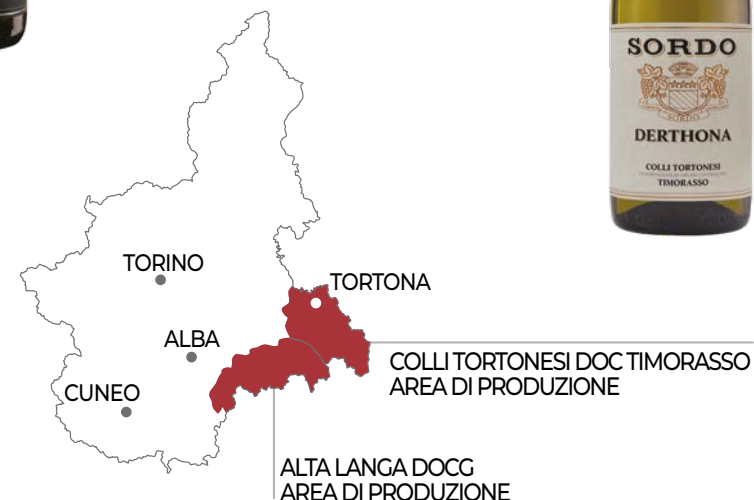 SORDO
SORDO
DERTHONA
COLLI TORTONESI
TIMORASSO
TORINO
TORTONA
ALBA
CUNEO
COLLI TORTONESI DOC TIMORASSO
AREA DI PRODUZIONE
ALTA LANGA DOCG
AREA DI PRODUZIONE